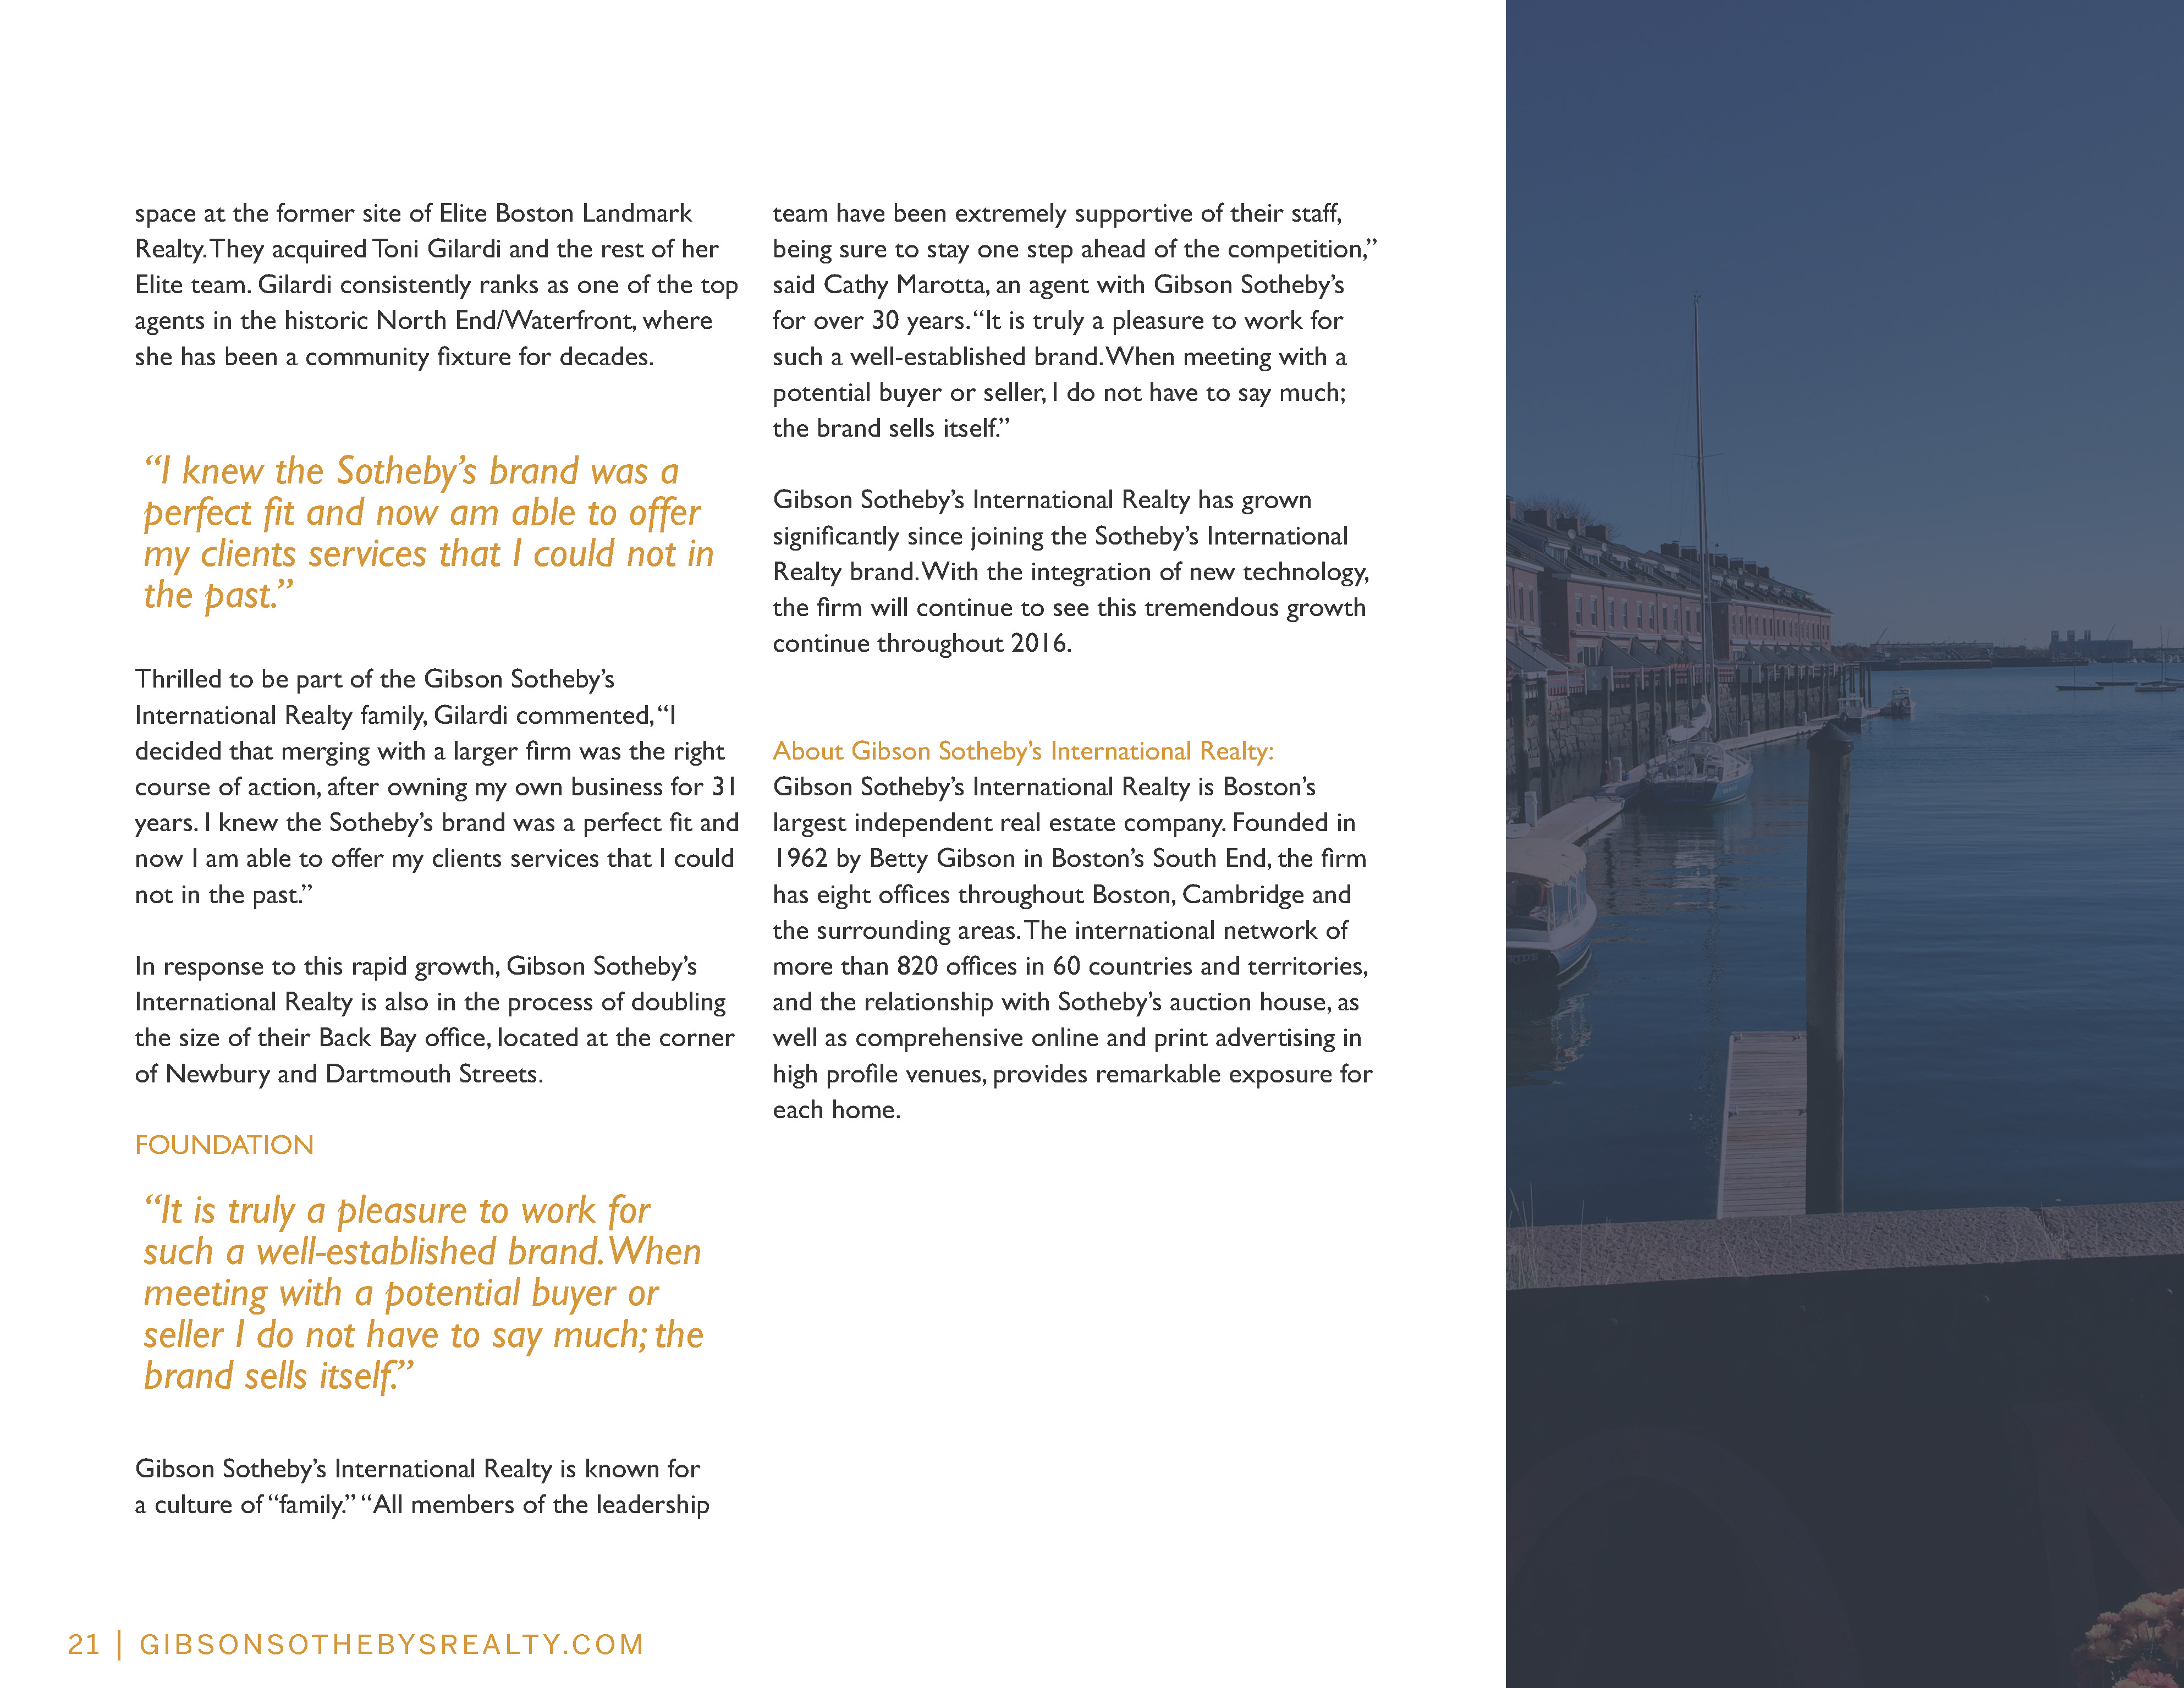 space at the former site of Elite Boston Landmark
Realty. They acquired Toni Gilardi and the rest of her
Elite team. Gilardi consistently ranks as one of the top
agents in the historic North End/Waterfront, where
she has been a community fixture for decades.
“I knew the Sotheby’s brand was a
perfect fit and now am able to offer
my clients services that I could not in
the past.”
Thrilled to be part of the Gibson Sotheby’s
International Realty family, Gilardi commented, “I
decided that merging with a larger firm was the right
course of action, after owning my own business for 31
years. I knew the Sotheby’s brand was a perfect fit and
now I am able to offer my clients services that I could
not in the past.”
In response to this rapid growth, Gibson Sotheby’s
International Realty is also in the process of doubling
the size of their Back Bay office, located at the corner
of Newbury and Dartmouth Streets.
FOUNDATION
“It is truly a pleasure to work for
such a well-established brand. When
meeting with a potential buyer or
seller I do not have to say much; the
brand sells itself.”
Gibson Sotheby’s International Realty is known for
a culture of “family.” “All members of the leadership
team have been extremely supportive of their staff,
being sure to stay one step ahead of the competition,”
said Cathy Marotta, an agent with Gibson Sotheby’s
for over 30 years. “It is truly a pleasure to work for
such a well-established brand. When meeting with a
potential buyer or seller, I do not have to say much;
the brand sells itself.”
Gibson Sotheby’s International Realty has grown
significantly since joining the Sotheby’s International
Realty brand. With the integration of new technology,
the firm will continue to see this tremendous growth
continue throughout 2016.
About Gibson Sotheby’s International Realty:
Gibson Sotheby’s International Realty is Boston’s
largest independent real estate company. Founded in
1962 by Betty Gibson in Boston’s South End, the firm
has eight offices throughout Boston, Cambridge and
the surrounding areas. The international network of
more than 820 offices in 60 countries and territories,
and the relationship with Sotheby’s auction house, as
well as comprehensive online and print advertising in
high profile venues, provides remarkable exposure for
each home.
21 | GIBSONSOTHEBYSREALTY.COM